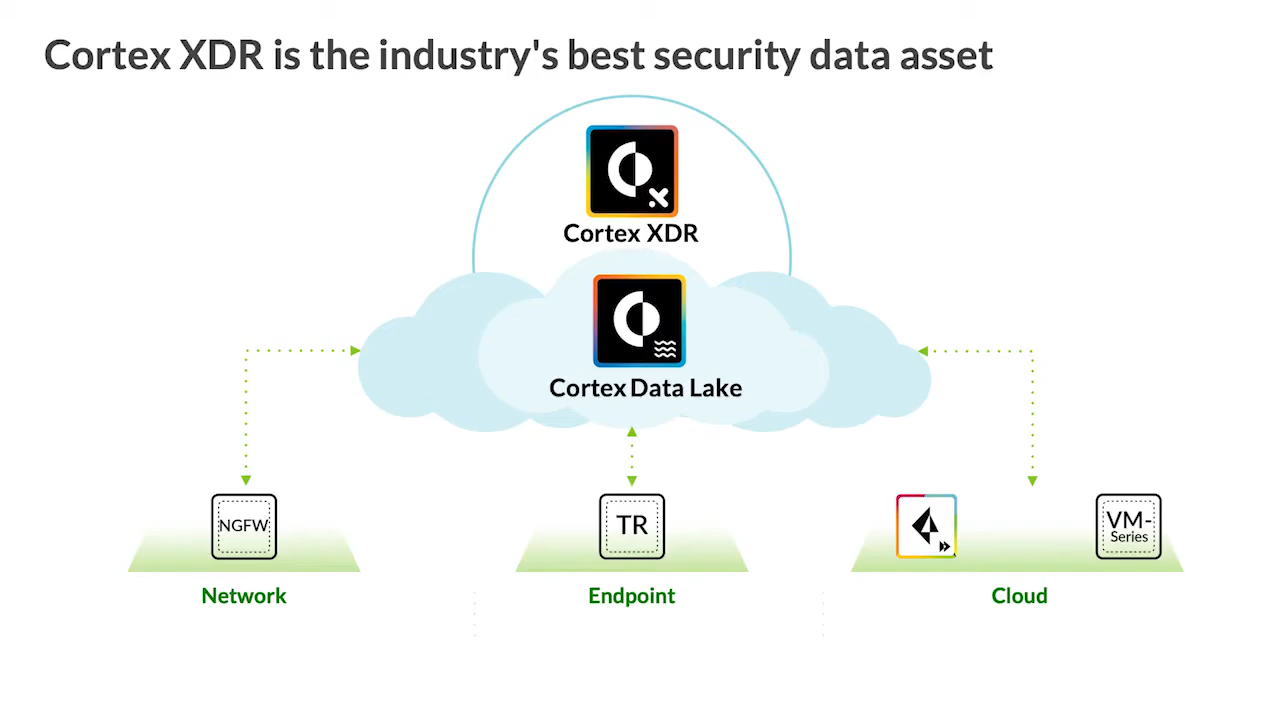 Cortex XDR is the industry's best security data asset
Cortex XDR
Cortex Data Lake
NGFW
TR
VM-
Series
Network
Endpoint
Cloud